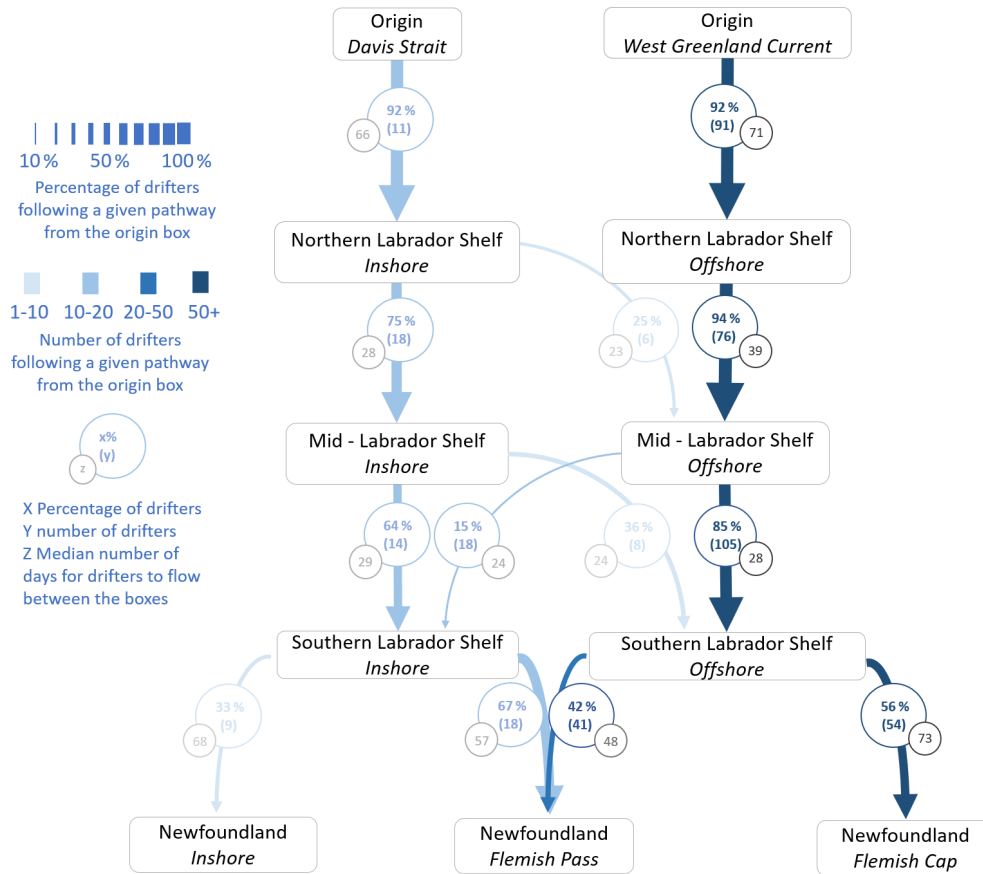 Origin
Davis Strait
Origin
West Greenland Current
92 %
(11)
66
92 %
(91)
71
10 %
50 %
100 %
Percentage of drifters
following a given pathway
from the origin box
Northern Labrador Shelf
Inshore
Northern Labrador Shelf
Offshore
1-10
10-20
20-50
50+
Number of drifters
following a given pathway
from the origin box
75 %
(18)
28
25 %
(6)
23
94 %
(76)
39
x%
(y)
z
Mid - Labrador Shelf
Inshore
Mid - Labrador Shelf
Offshore
X Percentage of drifters
Y number of drifters
Z Median number of
days for drifters to flow
between the boxes
64 %
(14)
29
15 %
(18)
24
36 %
(8)
24
85 %
(105)
28
Southern Labrador Shelf
Inshore
Southern Labrador Shelf
Offshore
33 %
(9)
68
67 %
(18)
57
42 %
(41)
48
56 %
(54)
73
Newfoundland
Inshore
Newfoundland
Flemish Pass
Newfoundland
Flemish Cap